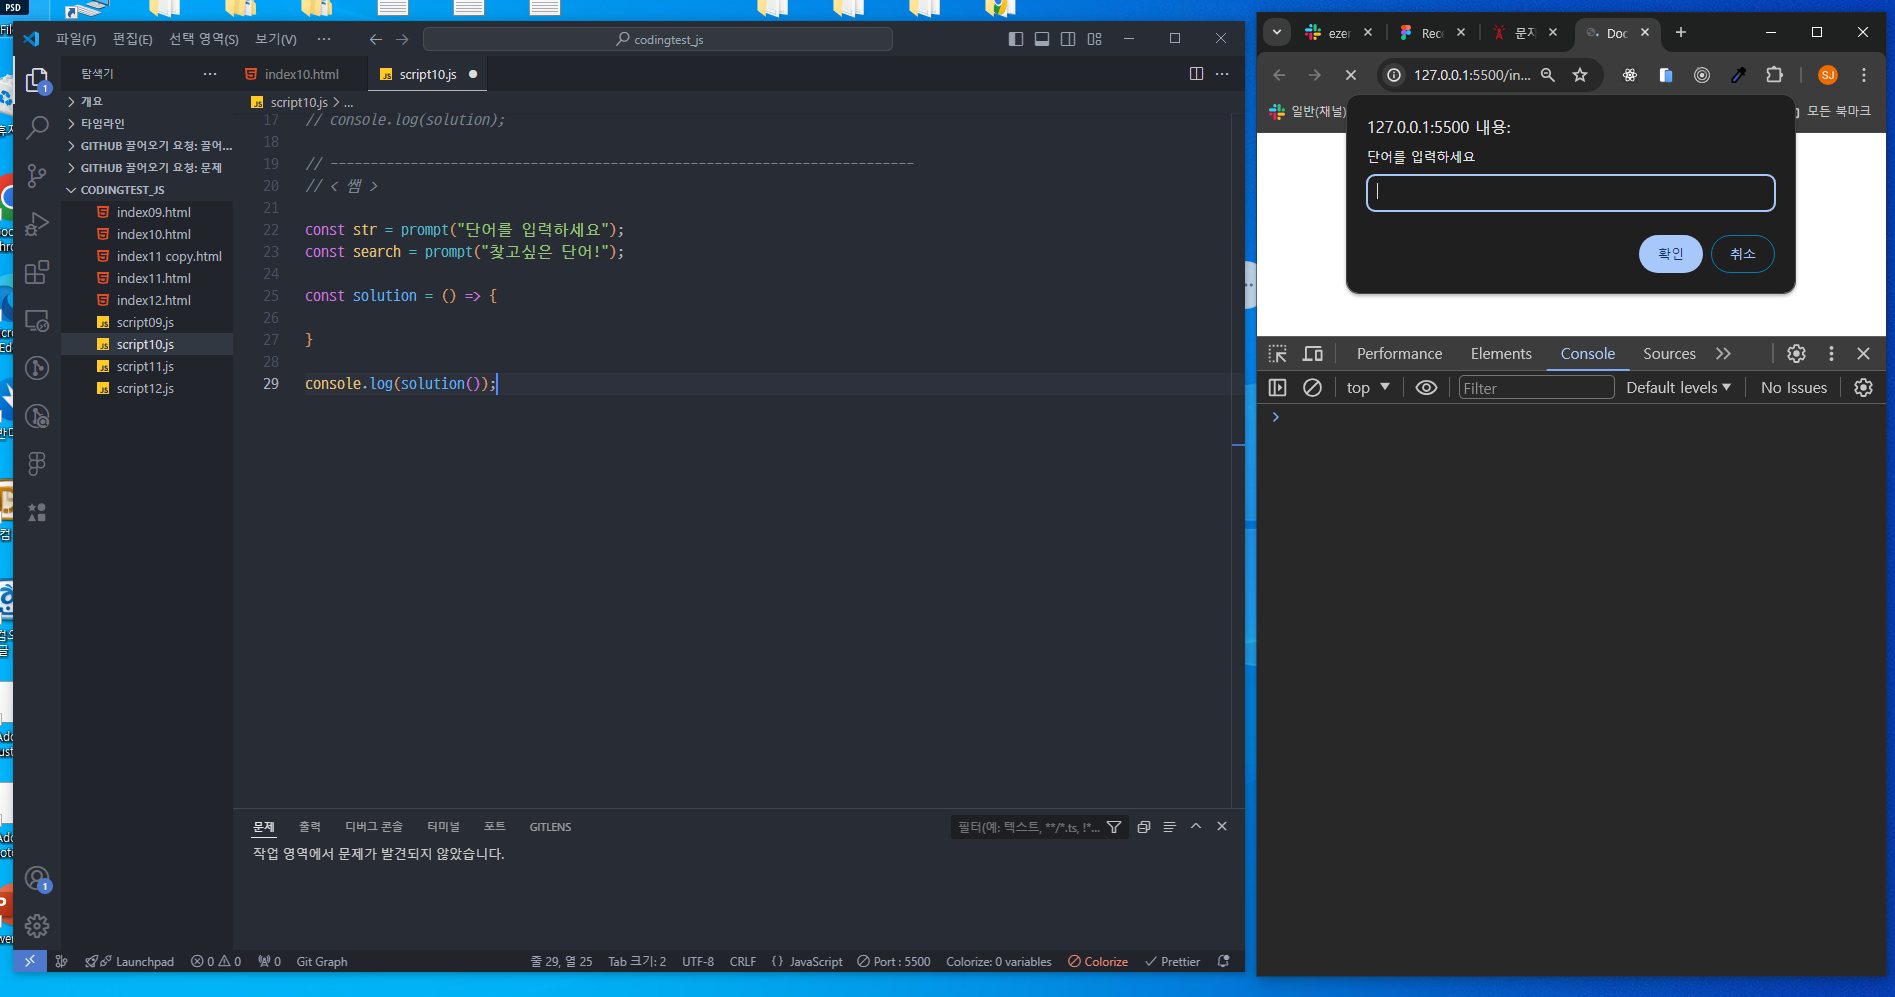 PSD
파일(F) 편집(E) 선택 영역(S) 보기(V) ···
codingtest_js
탐색기 ···
개요
타임라인
GITHUB 끌어오기 요청: 끌어...
GITHUB 끌어오기 요청: 문제
CODINGTEST_JS
index09.html
index10.html
index11 copy.html
index11.html
index12.html
script09.js
JS script10.js
script11.js
script12.js
index10.html
JS script10.js
JS script10.js > ...
17 // console.log(solution);
18
19 // -------------------------------------------------------------------------
20 // < 쌤 >
21
22 const str = prompt("단어를 입력하세요");
23 const search = prompt("찾고싶은 단어!");
24
25 const solution = () => {
26
27 }
28
29 console.log(solution());
문제 출력 디버그 콘솔 터미널 포트 GITLENS
필터(예: 텍스트, **/*.ts, !*...
작업 영역에서 문제가 발견되지 않았습니다.
Launchpad 0 0 0 Git Graph
줄 29, 열 25 Tab 크기: 2 UTF-8 CRLF {} JavaScript Port : 5500 Colorize: 0 variables Colorize Prettier
ezer Rece 문자 Doc
127.0.0.1:5500/in... SJ
일반(채널) 모든 북마크
127.0.0.1:5500 내용:
단어를 입력하세요
확인 취소
Performance Elements Console Sources
top Filter Default levels No Issues